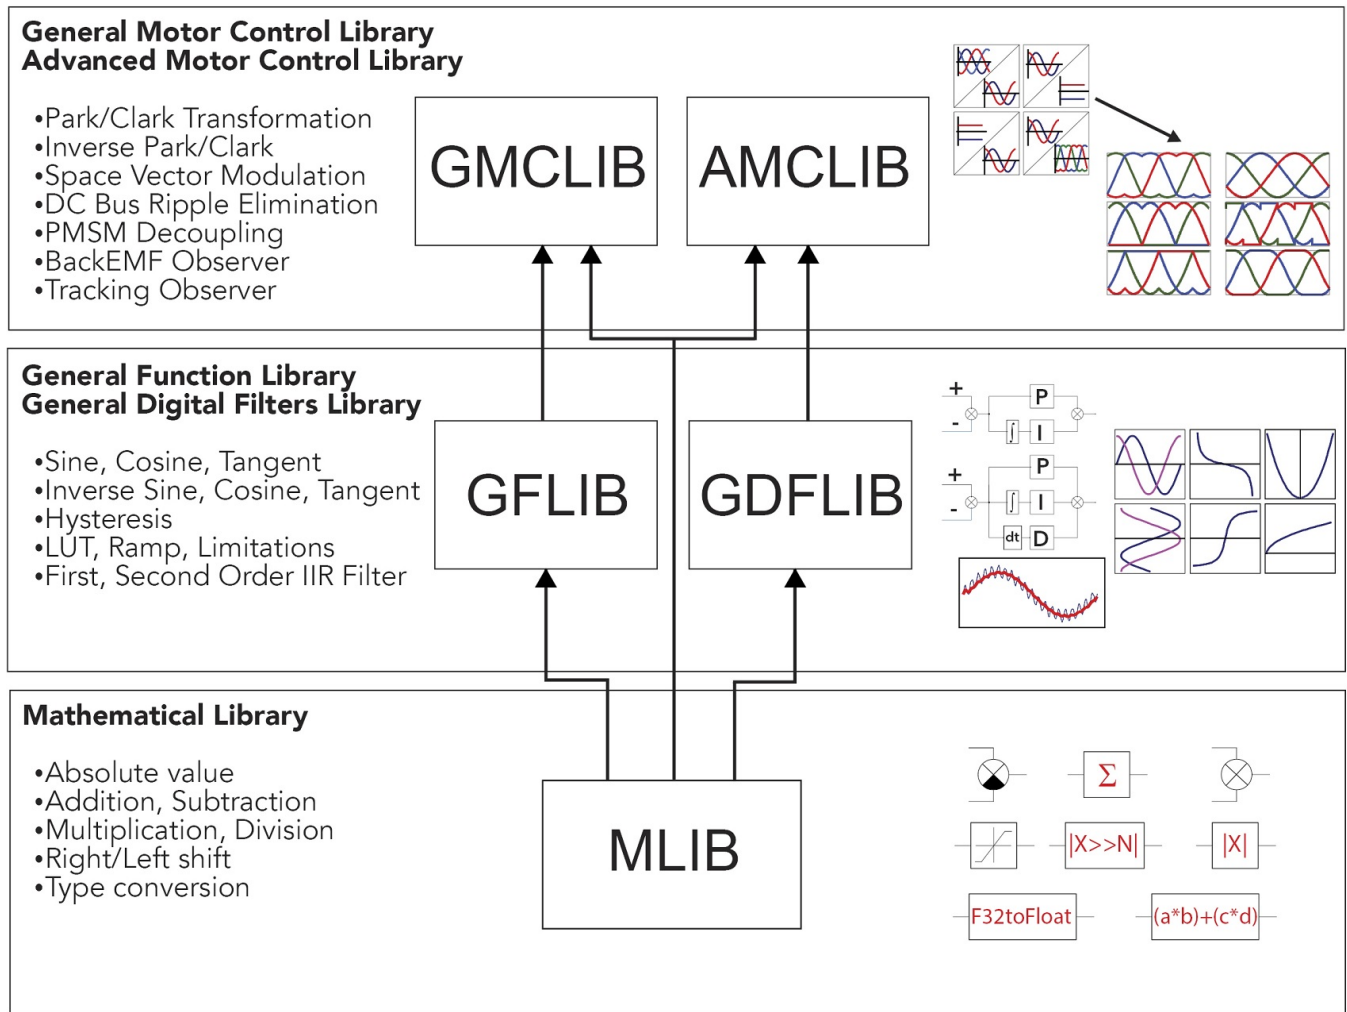 General Motor Control Library
Advanced Motor Control Library
•Park/Clark Transformation
•Inverse Park/Clark
•Space Vector Modulation
•DC Bus Ripple Elimination
•PMSM Decoupling
•BackEMF Observer
•Tracking Observer
GMCLIB
AMCLIB
General Function Library
General Digital Filters Library
•Sine, Cosine, Tangent
•Inverse Sine, Cosine, Tangent
•Hysteresis
•LUT, Ramp, Limitations
•First, Second Order IIR Filter
GFLIB
GDFLIB
+
P
-
∫
I
+
P
-
∫
I
dt
D
Mathematical Library
•Absolute value
•Addition, Subtraction
•Multiplication, Division
•Right/Left shift
•Type conversion
MLIB
Σ
|X>>N|
|X|
F32toFloat
(a*b)+(c*d)